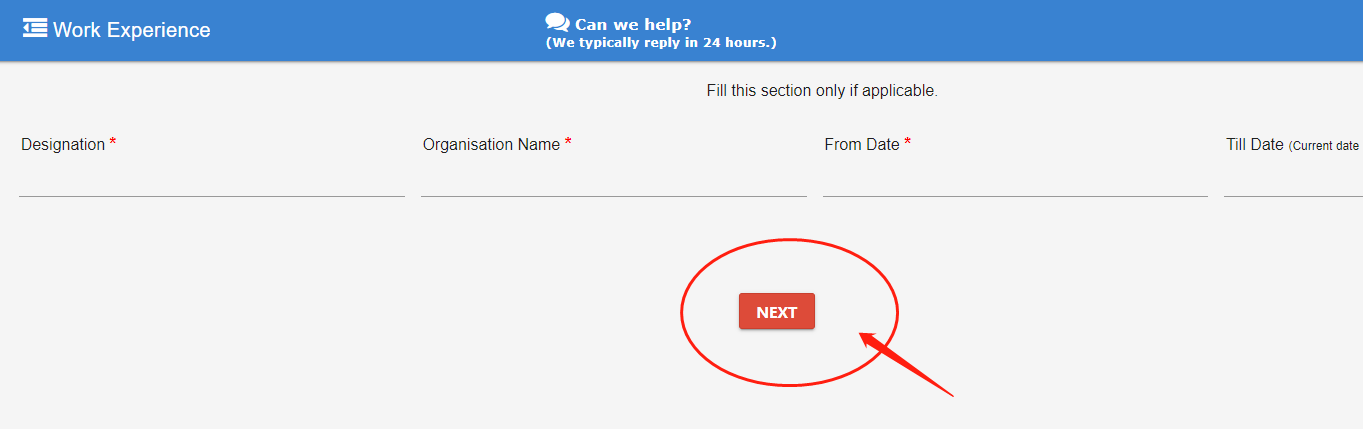 Work Experience
Can we help?
(We typically reply in 24 hours.)
Fill this section only if applicable.
Designation *
Organisation Name *
From Date *
Till Date (Current date
NEXT